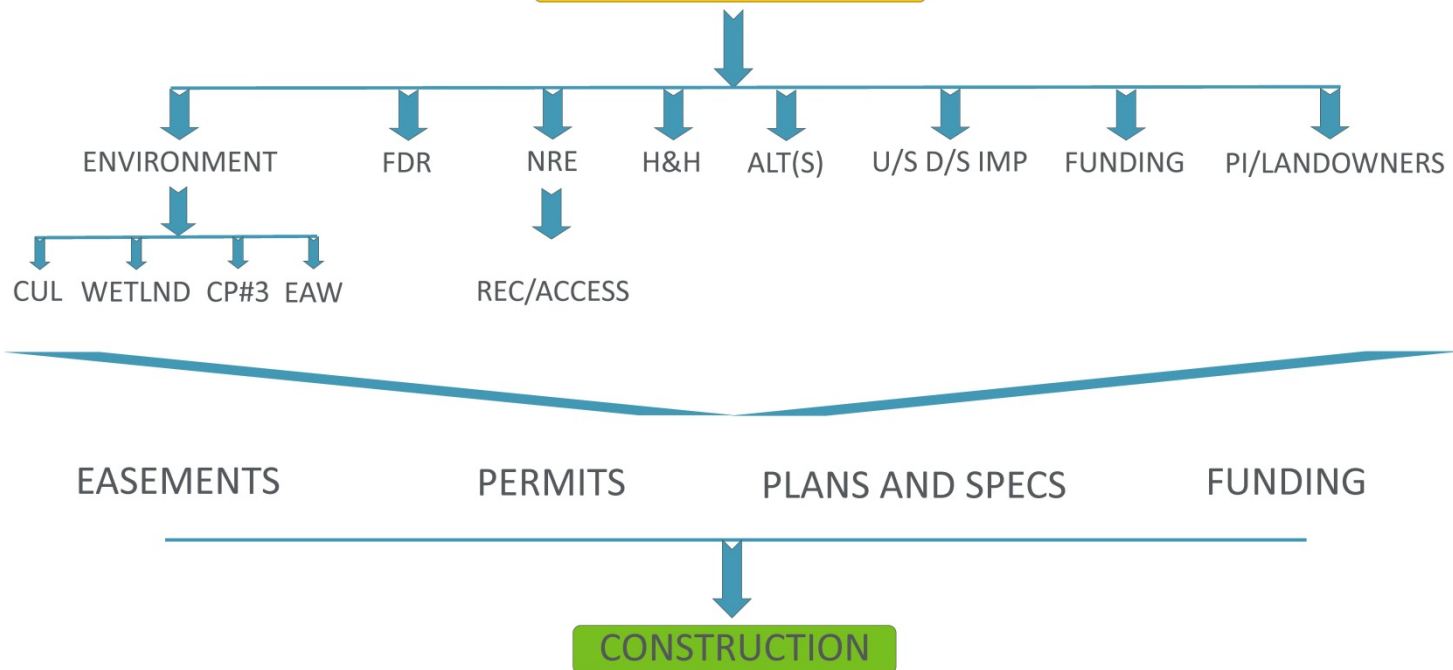 ENVIRONMENT FDR NRE H&H ALT(S) U/S D/S IMP FUNDING PI/LANDOWNERS
CUL WETLND CP#3 EAW REC/ACCESS
EASEMENTS PERMITS PLANS AND SPECS FUNDING
CONSTRUCTION